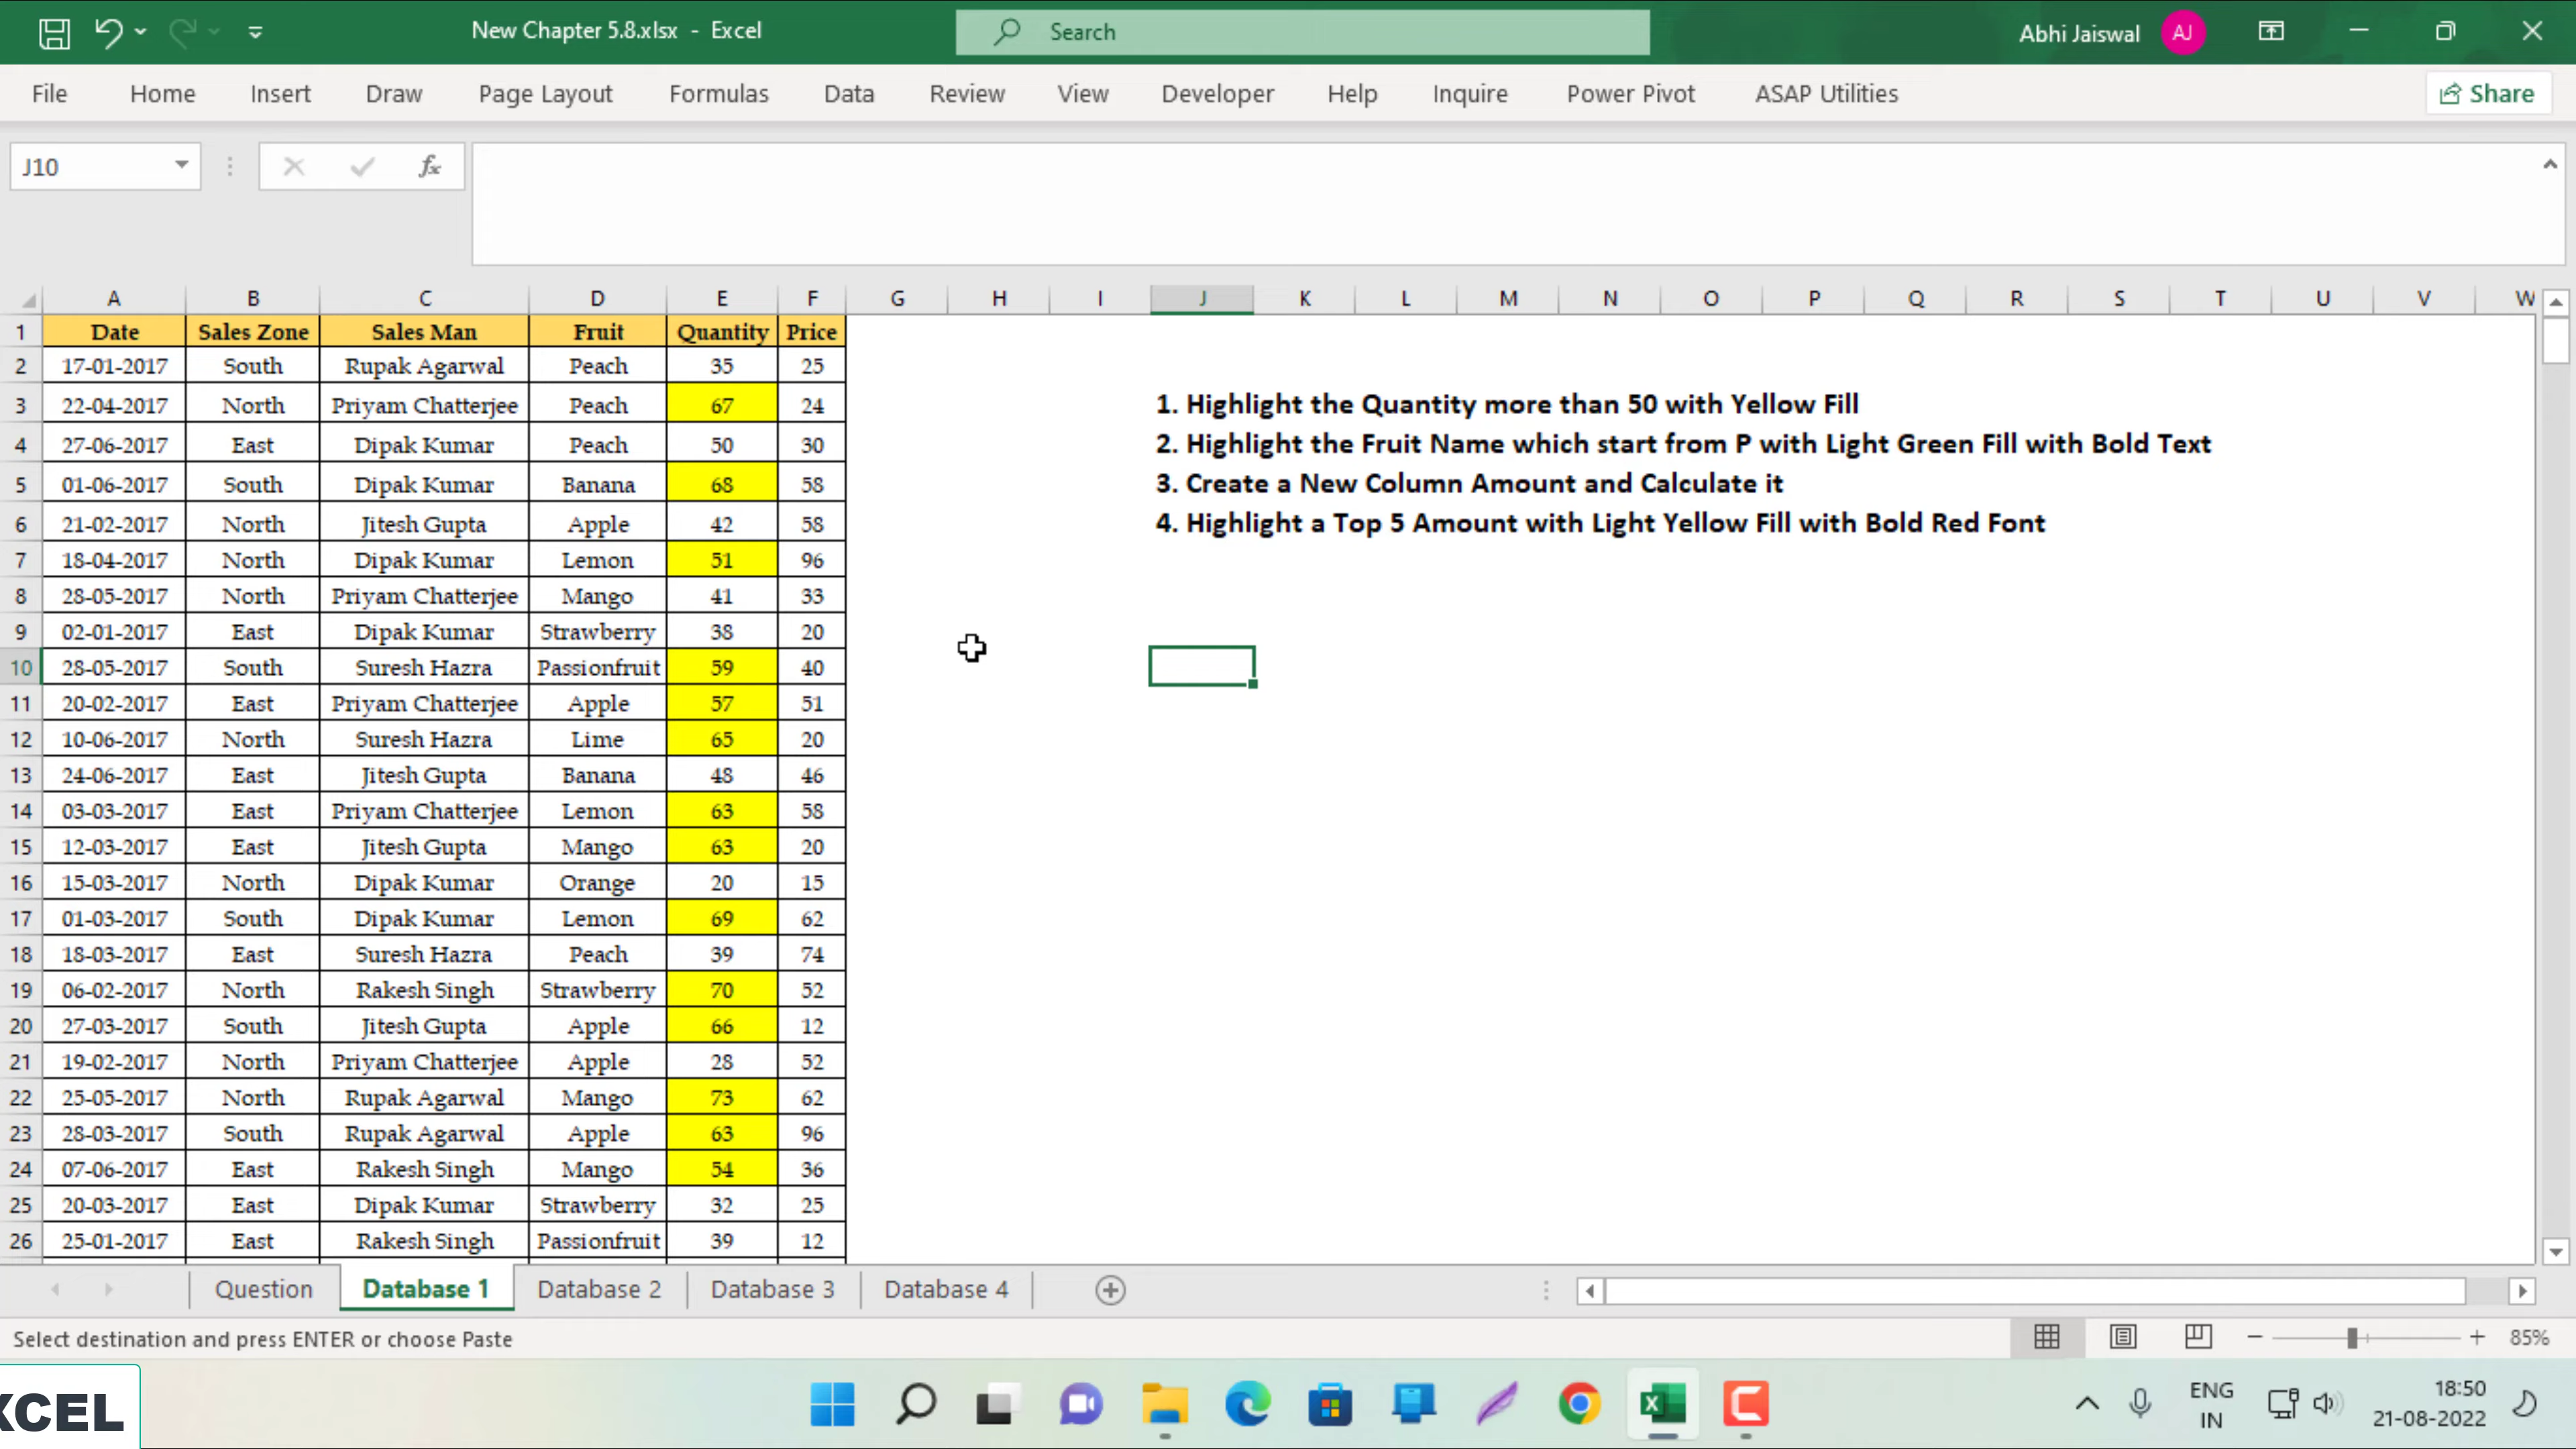 New Chapter 5.8.xlsx - Excel
Search
Abhi Jaiswal
AJ
File Home Insert Draw Page Layout Formulas Data Review View Developer Help Inquire Power Pivot ASAP Utilities
Share
J10
fx
A B C D E F G H I J K L M N O P Q R S T U V W
1 Date Sales Zone Sales Man Fruit Quantity Price
2 17-01-2017 South Rupak Agarwal Peach 35 25
3 22-04-2017 North Priyam Chatterjee Peach 67 24
4 27-06-2017 East Dipak Kumar Peach 50 30
5 01-06-2017 South Dipak Kumar Banana 68 58
6 21-02-2017 North Jitesh Gupta Apple 42 58
7 18-04-2017 North Dipak Kumar Lemon 51 96
8 28-05-2017 North Priyam Chatterjee Mango 41 33
9 02-01-2017 East Dipak Kumar Strawberry 38 20
10 28-05-2017 South Suresh Hazra Passionfruit 59 40
11 20-02-2017 East Priyam Chatterjee Apple 57 51
12 10-06-2017 North Suresh Hazra Lime 65 20
13 24-06-2017 East Jitesh Gupta Banana 48 46
14 03-03-2017 East Priyam Chatterjee Lemon 63 58
15 12-03-2017 East Jitesh Gupta Mango 63 20
16 15-03-2017 North Dipak Kumar Orange 20 15
17 01-03-2017 South Dipak Kumar Lemon 69 62
18 18-03-2017 East Suresh Hazra Peach 39 74
19 06-02-2017 North Rakesh Singh Strawberry 70 52
20 27-03-2017 South Jitesh Gupta Apple 66 12
21 19-02-2017 North Priyam Chatterjee Apple 28 52
22 25-05-2017 North Rupak Agarwal Mango 73 62
23 28-03-2017 South Rupak Agarwal Apple 63 96
24 07-06-2017 East Rakesh Singh Mango 54 36
25 20-03-2017 East Dipak Kumar Strawberry 32 25
26 25-01-2017 East Rakesh Singh Passionfruit 39 12
1. Highlight the Quantity more than 50 with Yellow Fill
2. Highlight the Fruit Name which start from P with Light Green Fill with Bold Text
3. Create a New Column Amount and Calculate it
4. Highlight a Top 5 Amount with Light Yellow Fill with Bold Red Font
Question Database 1 Database 2 Database 3 Database 4
Select destination and press ENTER or choose Paste
85%
XCEL
ENG
IN
18:50
21-08-2022